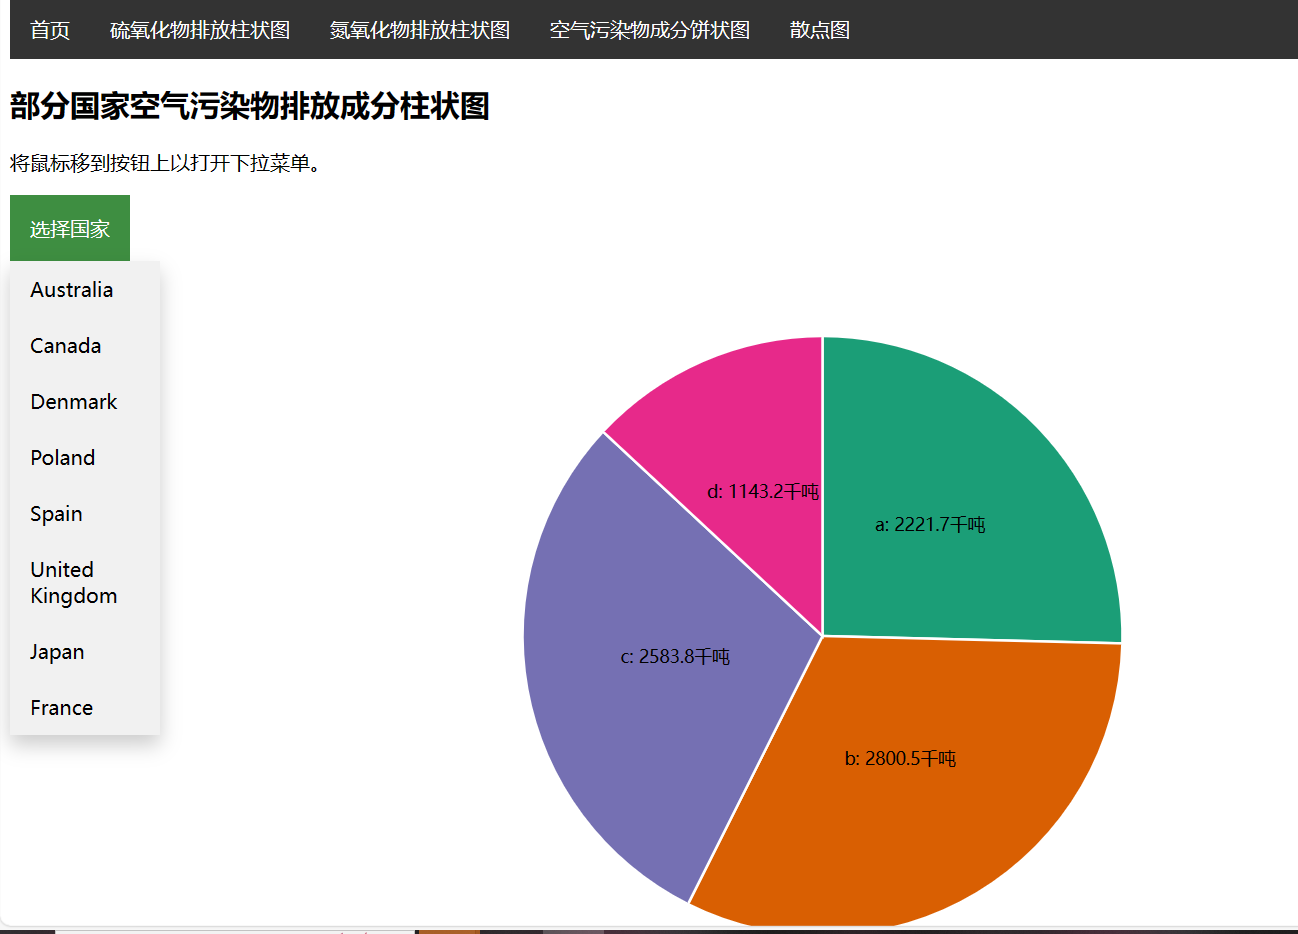 首页 硫氧化物排放柱状图 氮氧化物排放柱状图 空气污染物成分饼状图 散点图
部分国家空气污染物排放成分柱状图
将鼠标移到按钮上以打开下拉菜单。
选择国家
Australia
Canada
Denmark
Poland
Spain
United
Kingdom
Japan
France
d: 1143.2千吨
a: 2221.7千吨
c: 2583.8千吨
b: 2800.5千吨